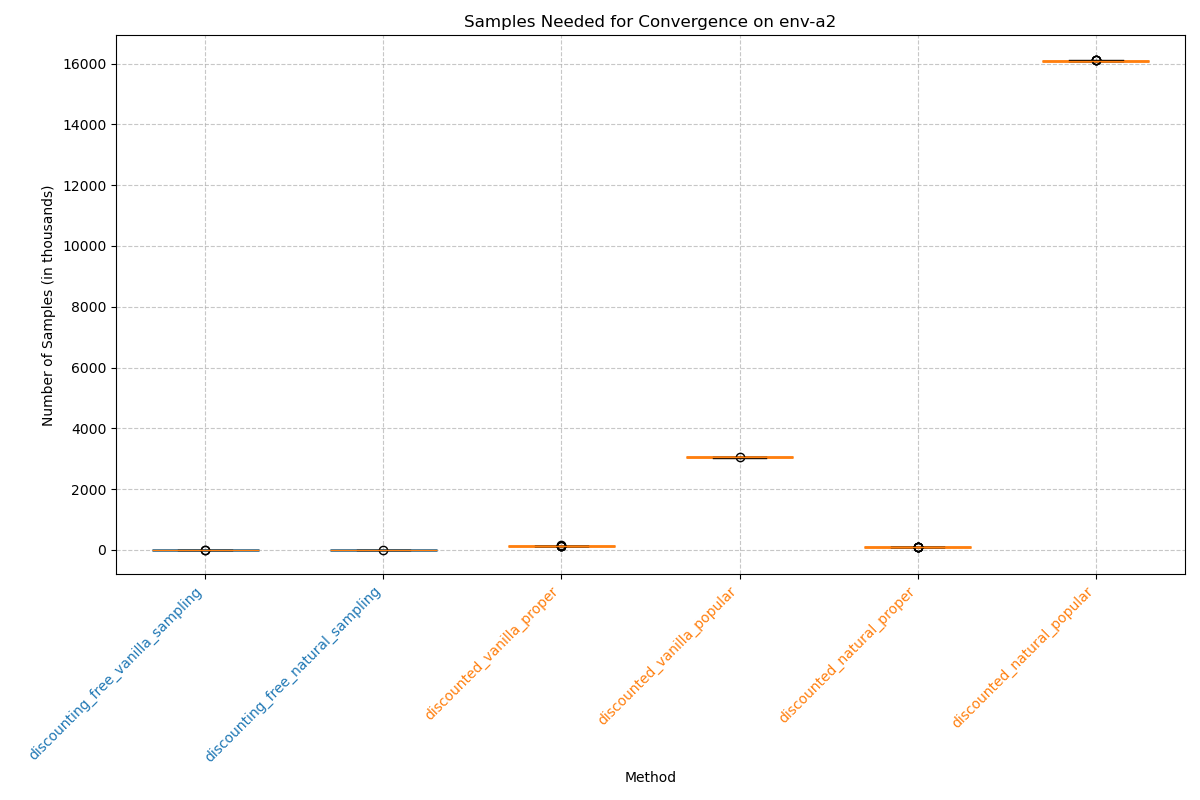 Samples Needed for Convergence on env-a2
Number of Samples (in thousands)
16000
14000
12000
10000
8000
6000
4000
2000
0
discounting_free_vanilla_sampling
discounting_free_natural_sampling
discounted_vanilla_proper
discounted_vanilla_popular
discounted_natural_proper
discounted_natural_popular
Method